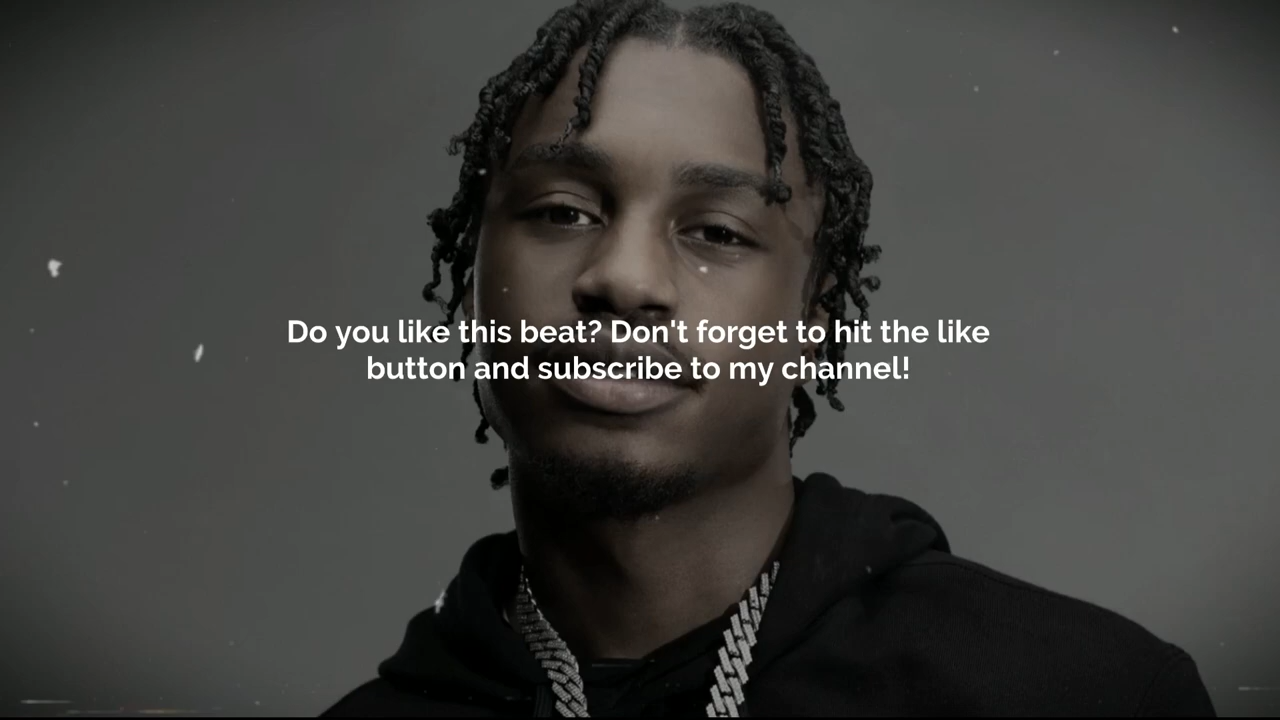 Do you like this beat? Don't forget to hit the like
button and subscribe to my channel!